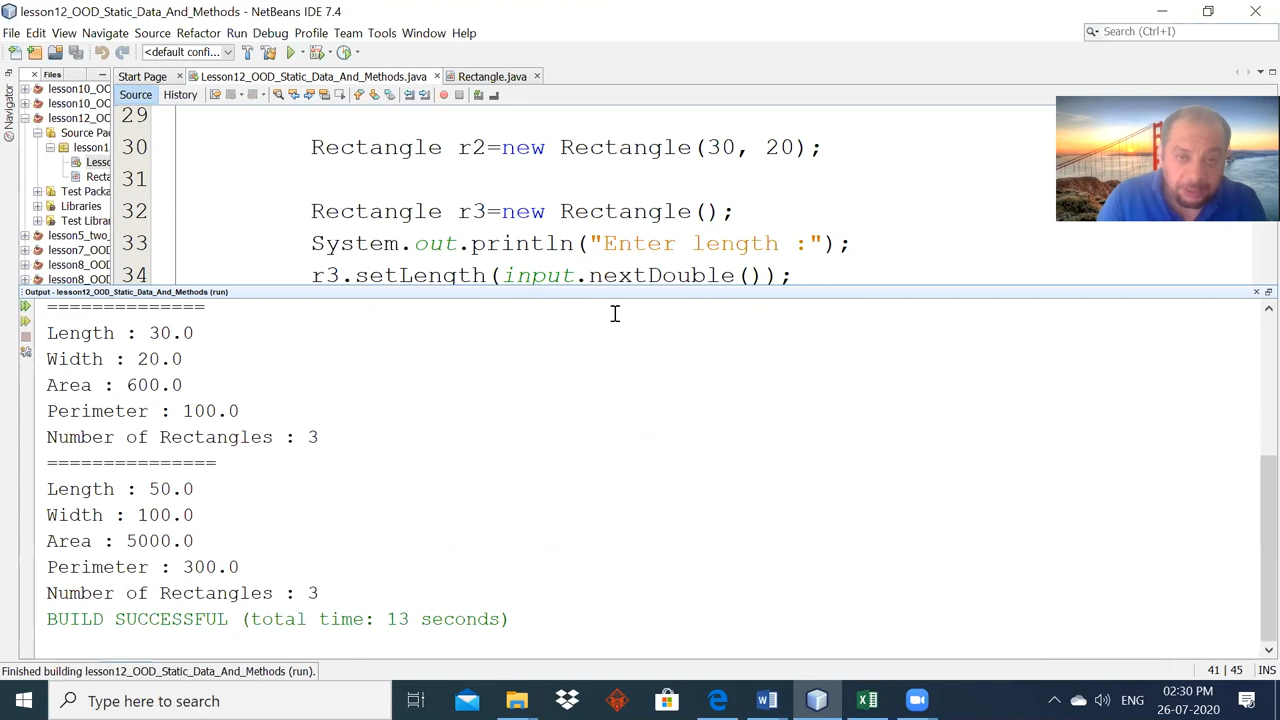 lesson12_OOD_Static_Data_And_Methods - NetBeans IDE 7.4
File Edit View Navigate Source Refactor Run Debug Profile Team Tools Window Help
Search (Ctrl+I)
<default confi...
Files
Start Page
Lesson12_OOD_Static_Data_And_Methods.java
Rectangle.java
Navigator
lesson10_OO
lesson10_OO
lesson12_OO
Source Pac
lesson1
Lesso
Recta
Test Packa
Libraries
Test Librar
lesson5_two_
lesson7_OOD
lesson8_OOD
lesson8_OOD
Source History
29
30 Rectangle r2=new Rectangle(30, 20);
31
32 Rectangle r3=new Rectangle();
33 System.out.println("Enter length :");
34 r3.setLength(input.nextDouble());
Output - lesson12_OOD_Static_Data_And_Methods (run)
==============
Length : 30.0
Width : 20.0
Area : 600.0
Perimeter : 100.0
Number of Rectangles : 3
===============
Length : 50.0
Width : 100.0
Area : 5000.0
Perimeter : 300.0
Number of Rectangles : 3
BUILD SUCCESSFUL (total time: 13 seconds)
Finished building lesson12_OOD_Static_Data_And_Methods (run).
41 | 45 INS
Type here to search
ENG
02:30 PM
26-07-2020